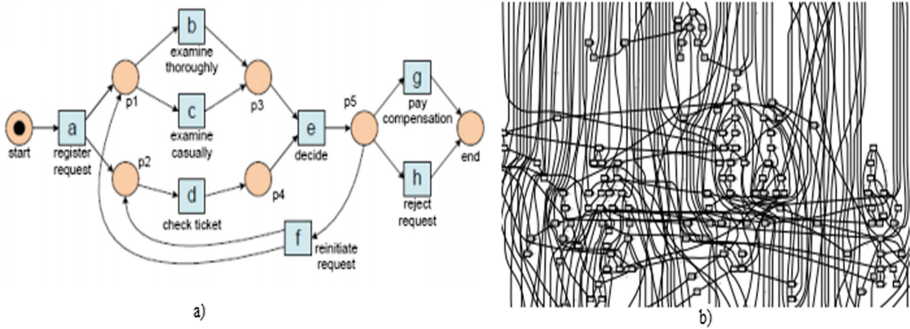 b
examine
thoroughly
p1
c
examine
casually
p3
start
a
register
request
p2
d
check ticket
p4
e
decide
p5
g
pay
compensation
end
h
reject
request
f
reinitiate
request
a)
b)